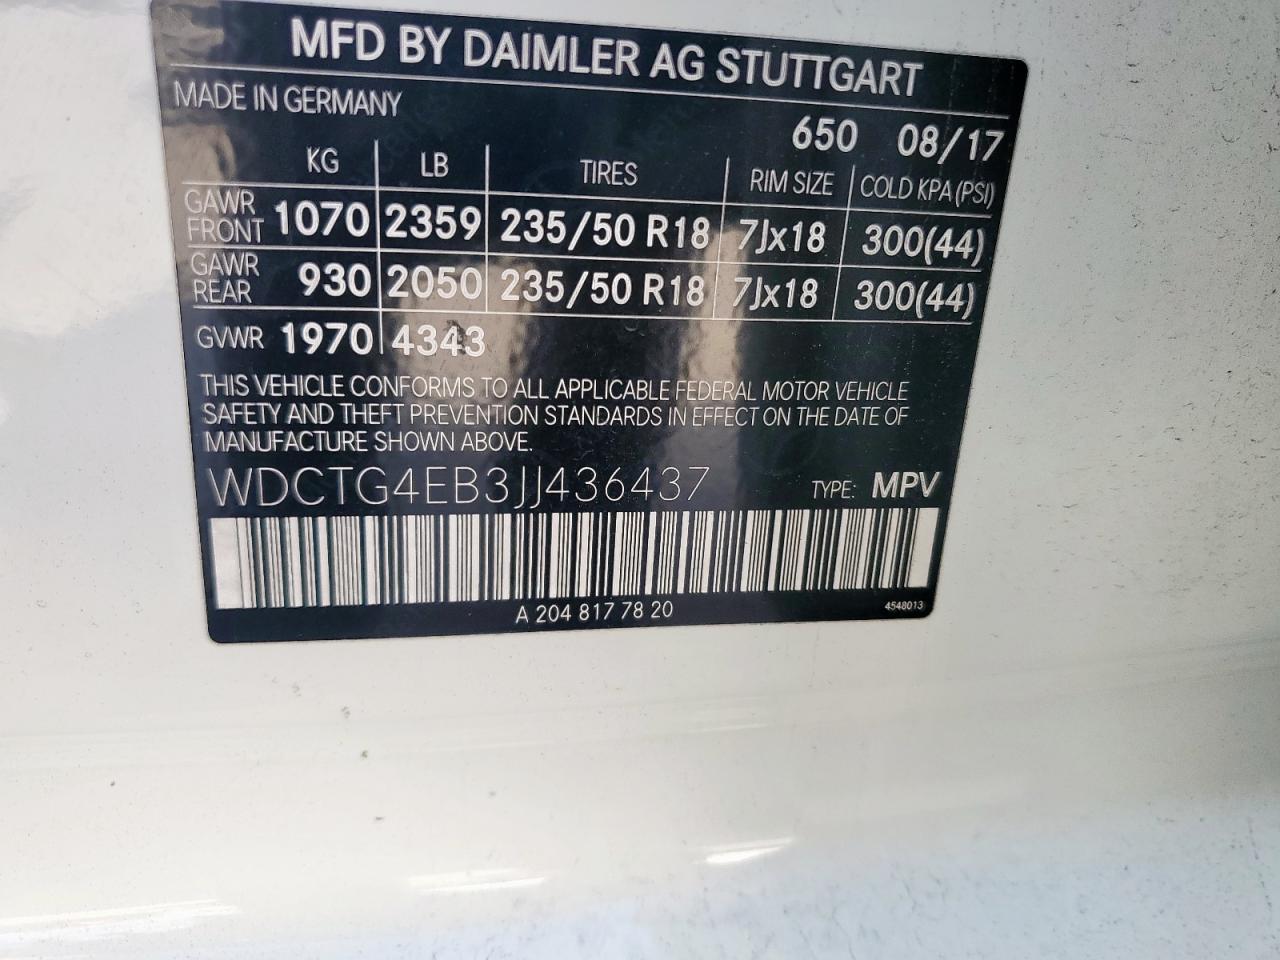 MFD BY DAIMLER AG STUTTGART
MADE IN GERMANY
650 08/17
KG LB TIRES RIM SIZE COLD KPA (PSI)
GAWR FRONT 1070 2359 235/50 R18 7Jx18 300(44)
GAWR REAR 930 2050 235/50 R18 7Jx18 300(44)
GVWR 1970 4343
THIS VEHICLE CONFORMS TO ALL APPLICABLE FEDERAL MOTOR VEHICLE
SAFETY AND THEFT PREVENTION STANDARDS IN EFFECT ON THE DATE OF
MANUFACTURE SHOWN ABOVE.
WDCTG4EB3JJ436437 TYPE: MPV
A 204 817 78 20 4548013